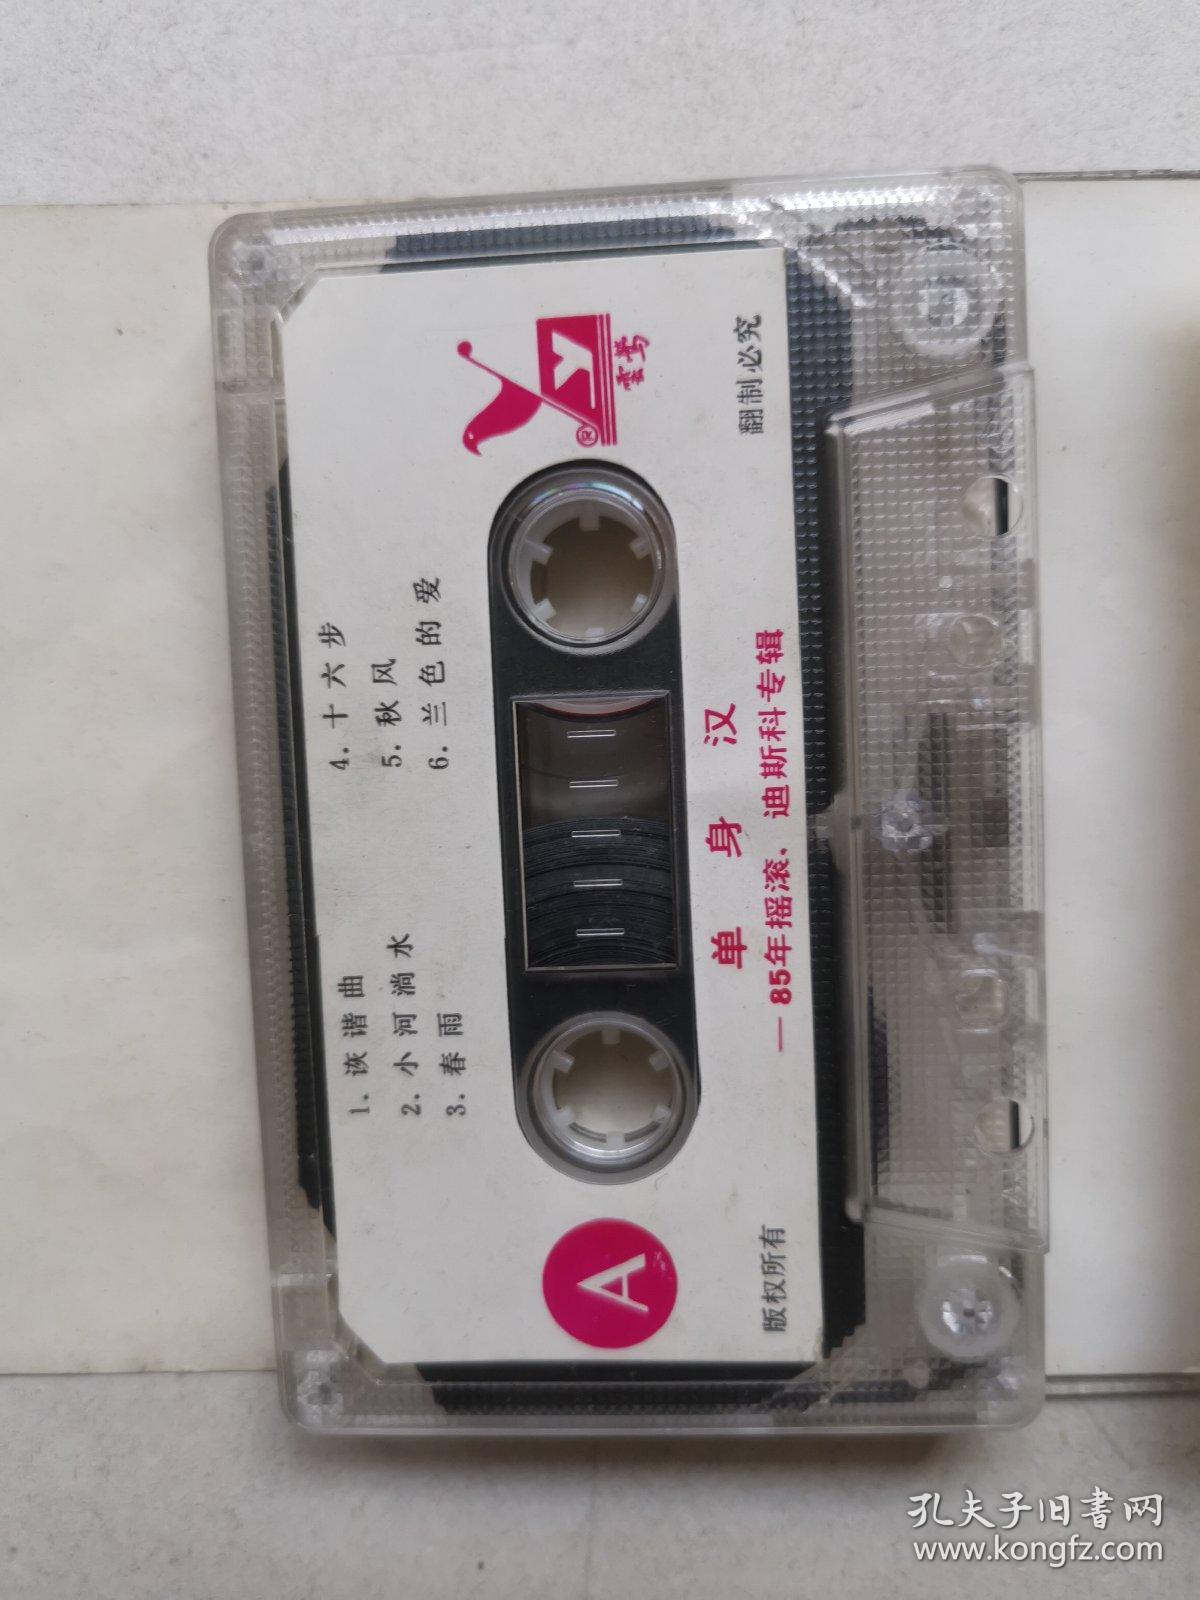 1. 诙谐曲
2. 小河淌水
3. 春雨
4. 十六步
5. 秋风
6. 兰色的爱
A
Y
®
雲莺
单身汉
—85年摇滚、迪斯科专辑
版权所有
翻制必究
孔夫子旧书网
www.kongfz.com